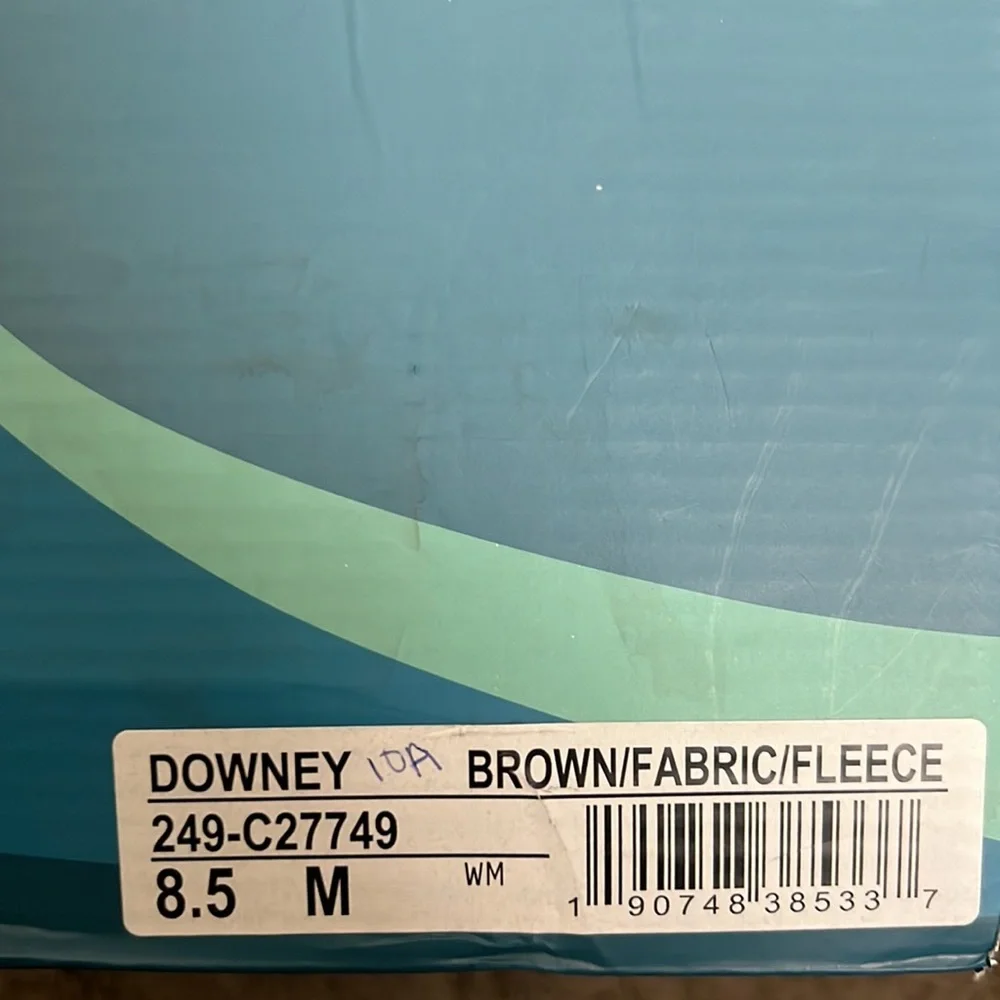 DOWNEY 10A BROWN/FABRIC/FLEECE
249-C27749
8.5 M WM
1 90748 38533 7